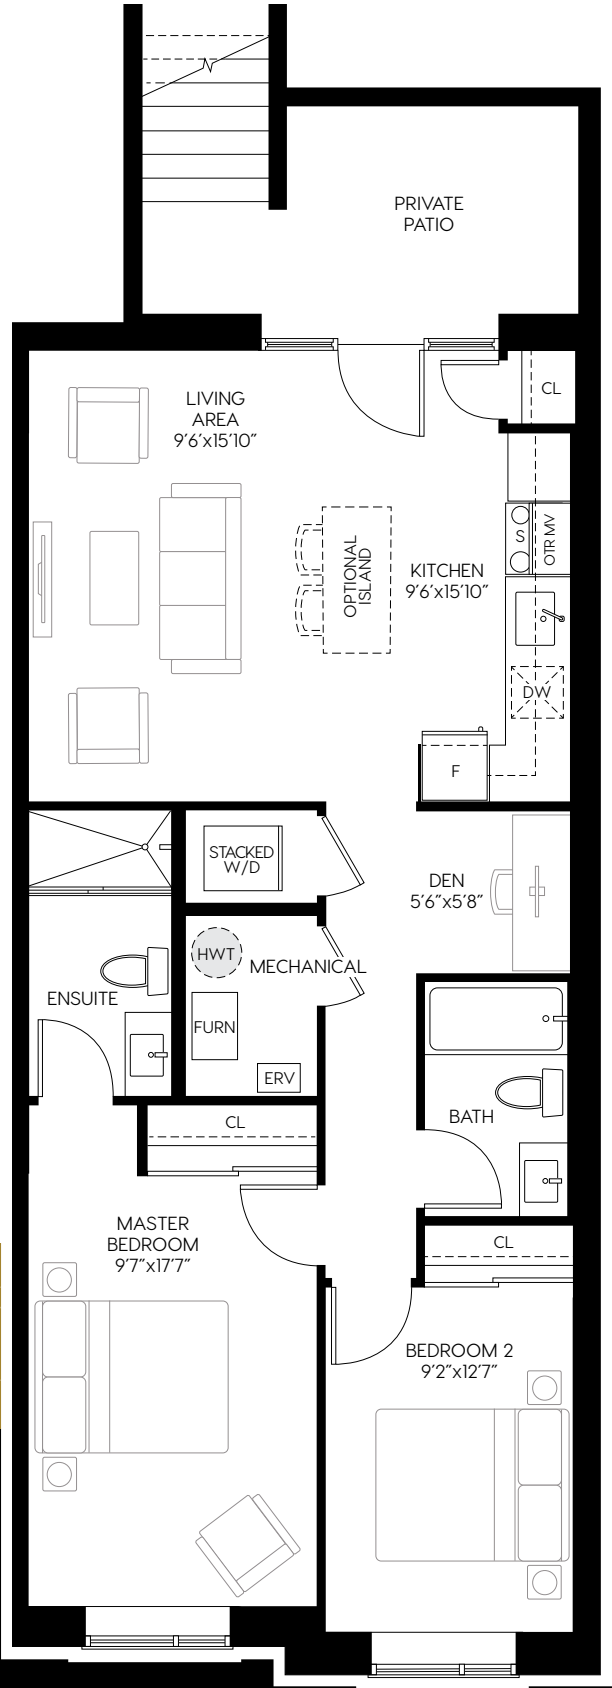 PRIVATE
PATIO
LIVING
AREA
9'6"x15'10"
CL
OTR MV
S
OPTIONAL
ISLAND
KITCHEN
9'6"x15'10"
DW
F
STACKED
W/D
DEN
5'6"x5'8"
HWT
MECHANICAL
ENSUITE
FURN
ERV
BATH
CL
MASTER
BEDROOM
9'7"x17'7"
CL
BEDROOM 2
9'2"x12'7"